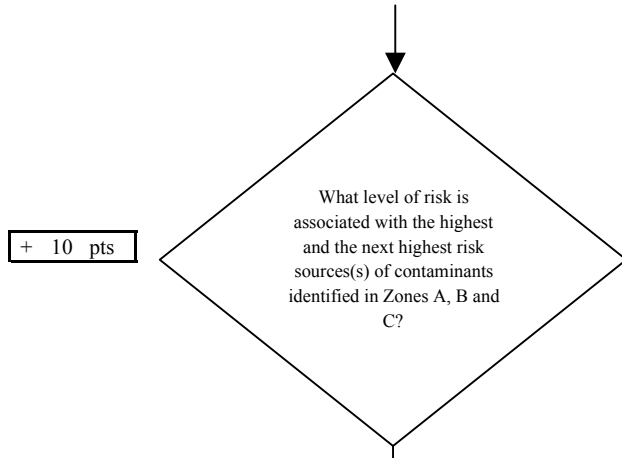 What level of risk is
associated with the highest
+ 10 pts
and the next highest risk
sources(s) of contaminants
identified in Zones A, B and
C?